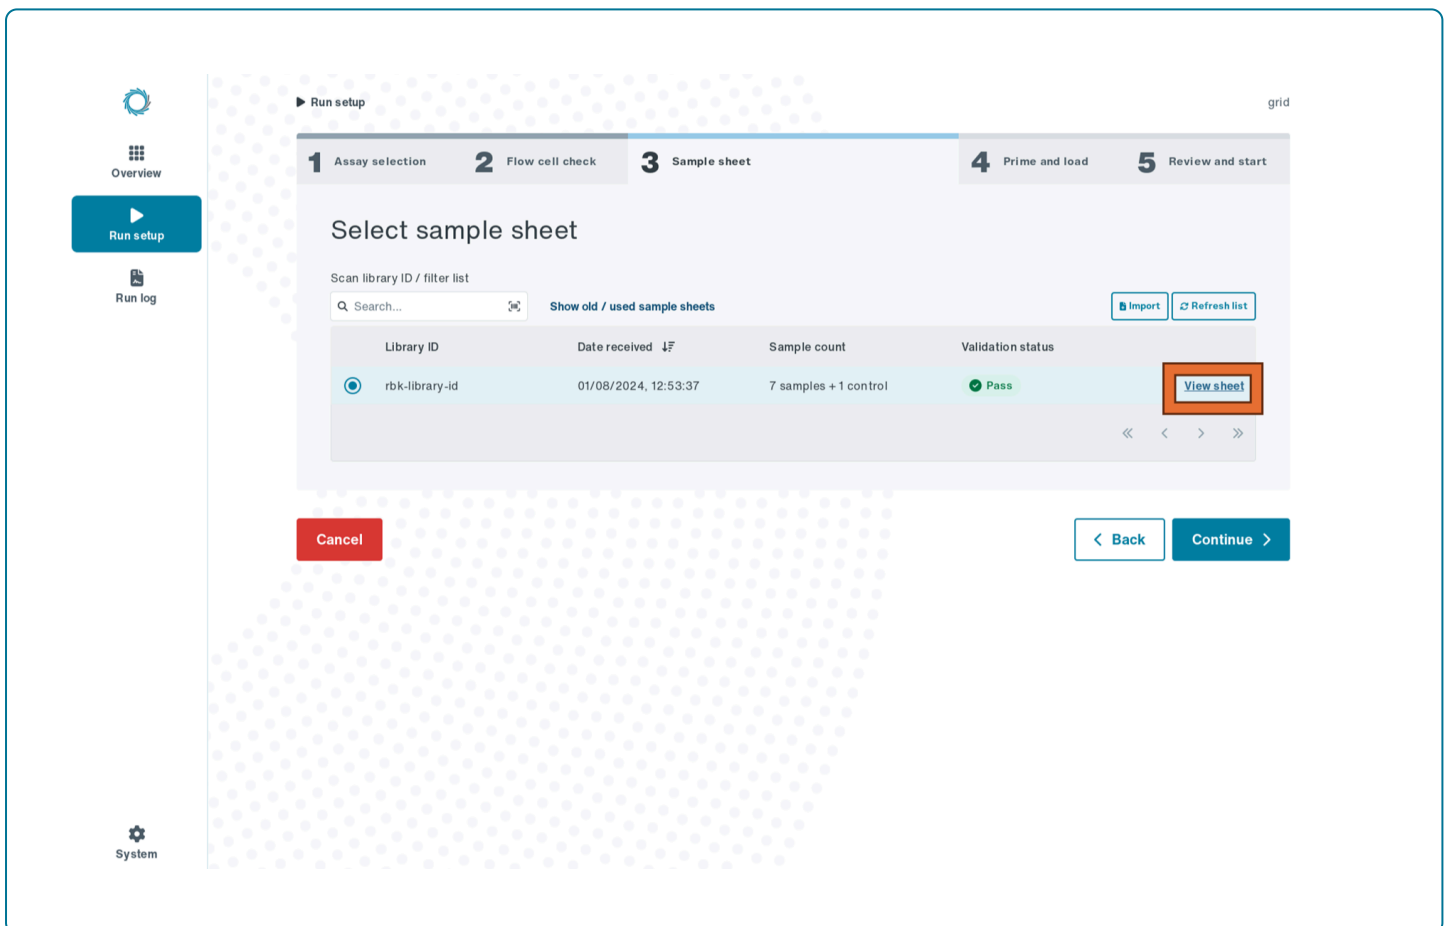 Run setup
grid
Overview
Run setup
Run log
System
1 Assay selection
2 Flow cell check
3 Sample sheet
4 Prime and load
5 Review and start
Select sample sheet
Scan library ID / filter list
Search...
Show old / used sample sheets
Import
Refresh list
Library ID Date received Sample count Validation status
rbk-library-id 01/08/2024, 12:53:37 7 samples + 1 control Pass View sheet
Cancel
Back
Continue